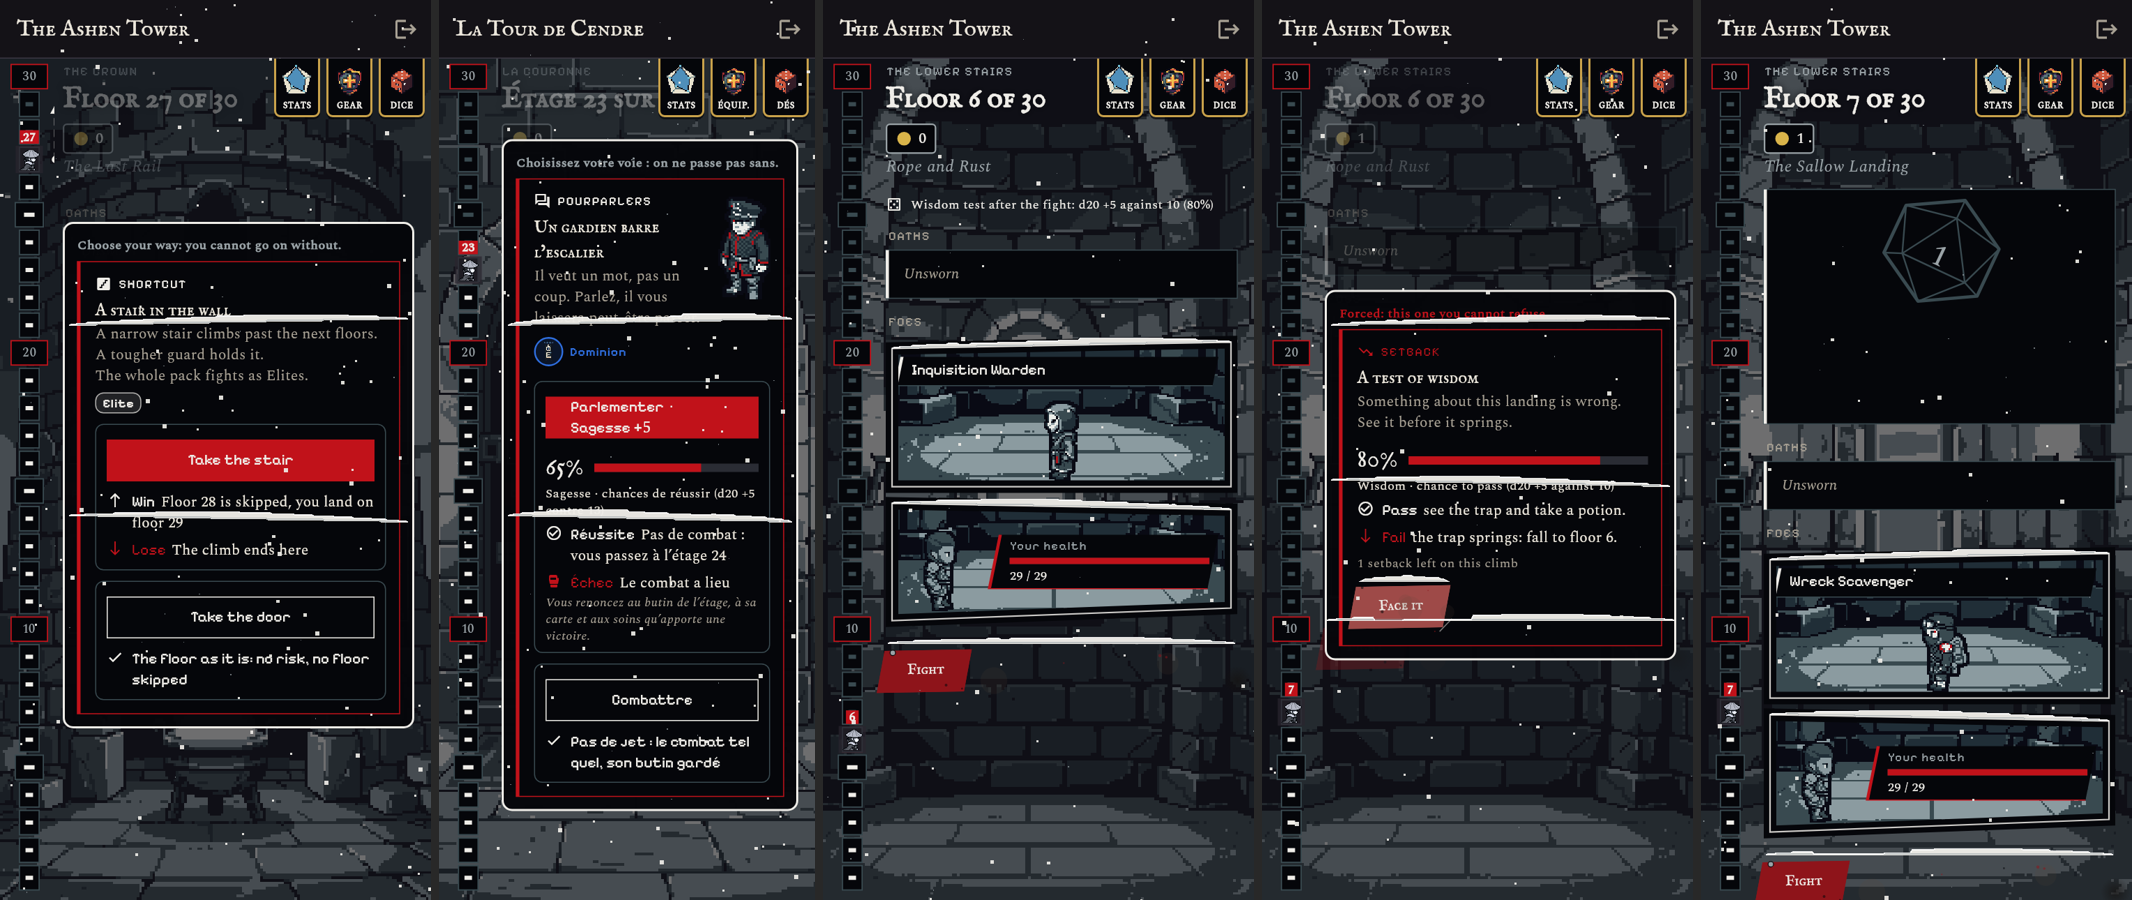 The Ashen Tower
30
THE CROWN
Floor 27 of 30
STATS
GEAR
DICE
27
0
The Last Rail
OATHS
Choose your way: you cannot go on without.
SHORTCUT
A stair in the wall
A narrow stair climbs past the next floors.
A tougher guard holds it.
The whole pack fights as Elites.
Elite
20
Take the stair
Win Floor 28 is skipped, you land on
floor 29
Lose The climb ends here
Take the door
10
The floor as it is: no risk, no floor
skipped
La Tour de Cendre
30
LA COURONNE
Étage 23 sur
STATS
ÉQUIP.
DÉS
0
Choisissez votre voie : on ne passe pas sans.
POURPARLERS
Un gardien barre
l'escalier
Il veut un mot, pas un
coup. Parlez, il vous
laissera peut-être
23
20
Dominion
Parlementer
Sagesse +5
65%
Sagesse · chances de réussir (d20 +5
contre 12)
Réussite Pas de combat :
vous passez à l'étage 24
Échec Le combat a lieu
Vous renoncez au butin de l'étage, à sa
carte et aux soins qu'apporte une
victoire.
10
Combattre
Pas de jet : le combat tel
quel, son butin gardé
The Ashen Tower
30
THE LOWER STAIRS
Floor 6 of 30
STATS
GEAR
DICE
0
Rope and Rust
Wisdom test after the fight: d20 +5 against 10 (80%)
OATHS
Unsworn
FOES
20
Inquisition Warden
Your health
29 / 29
10
Fight
6
The Ashen Tower
30
THE LOWER STAIRS
Floor 6 of 30
STATS
GEAR
DICE
1
Rope and Rust
OATHS
Unsworn
Forced: this one you cannot refuse.
20
SETBACK
A test of wisdom
Something about this landing is wrong.
See it before it springs.
80%
Wisdom · chance to pass (d20 +5 against 10)
Pass see the trap and take a potion.
Fail the trap springs: fall to floor 6.
1 setback left on this climb
Face it
10
7
The Ashen Tower
30
THE LOWER STAIRS
Floor 7 of 30
STATS
GEAR
DICE
1
The Sallow Landing
1
20
OATHS
Unsworn
FOES
Wreck Scavenger
10
7
Your health
29 / 29
Fight